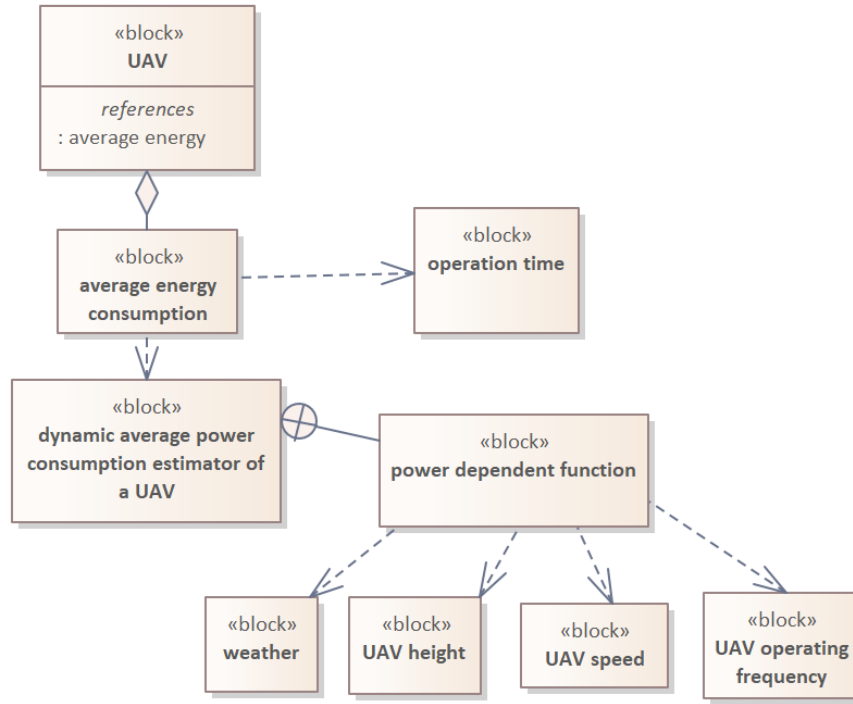 «block»
UAV
references
: average energy
«block»
average energy
consumption
«block»
operation time
«block»
dynamic average power
consumption estimator of
a UAV
«block»
power dependent function
«block»
weather
«block»
UAV height
«block»
UAV speed
«block»
UAV operating
frequency